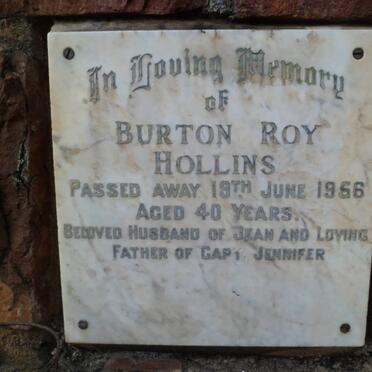 In Loving Memory
of
BURTON ROY
HOLLINS
PASSED AWAY 19TH JUNE 1966
AGED 40 YEARS.
BELOVED HUSBAND OF JEAN AND LOVING
FATHER OF CAPT JENNIFER